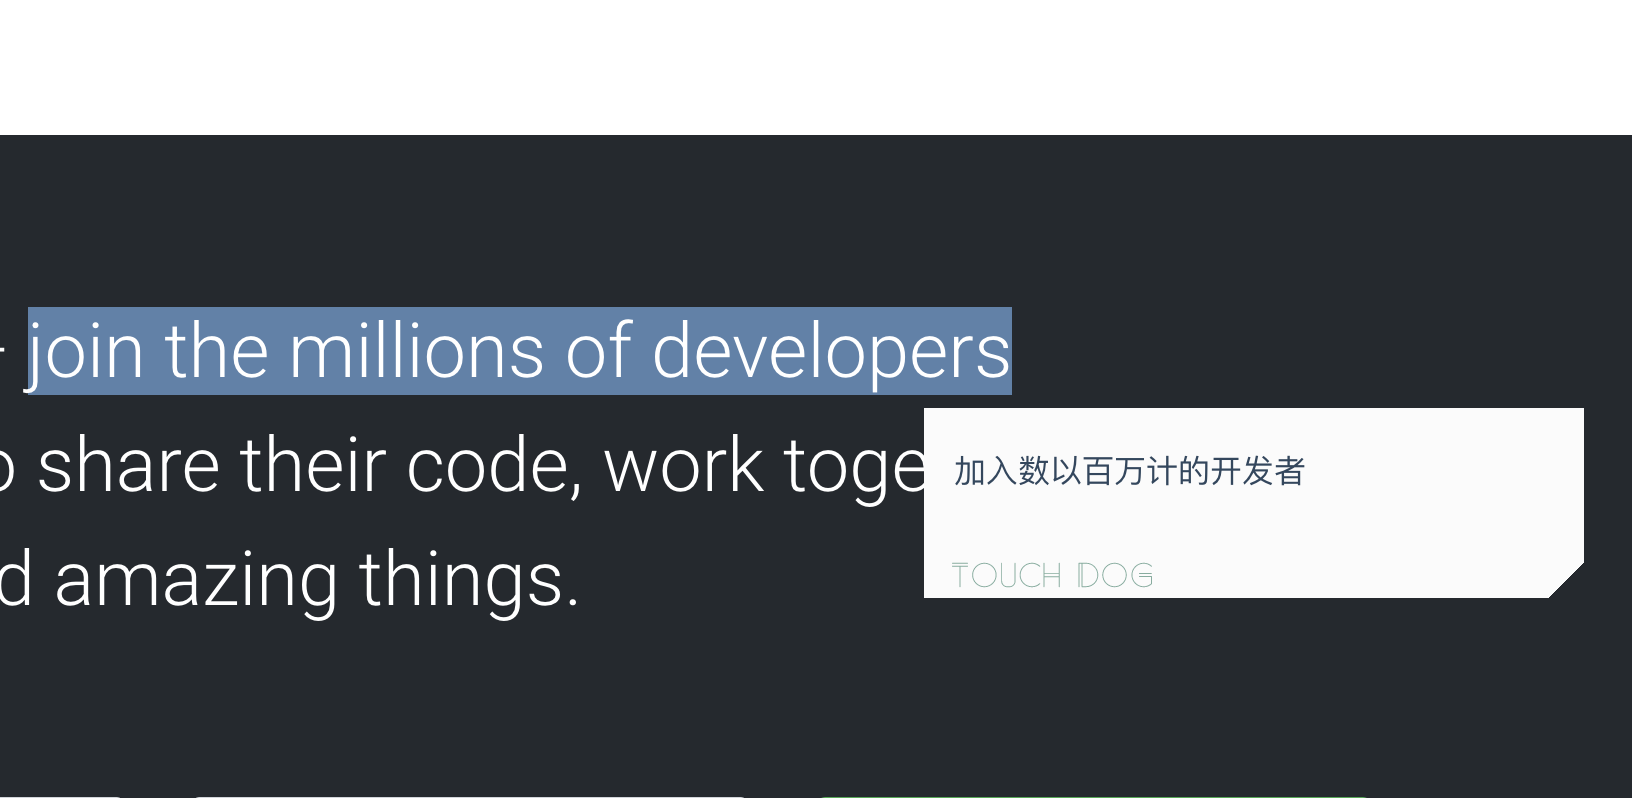 join the millions of developers
share their code, work toge
amazing things.
加入数以百万计的开发者
TOUCH DOG